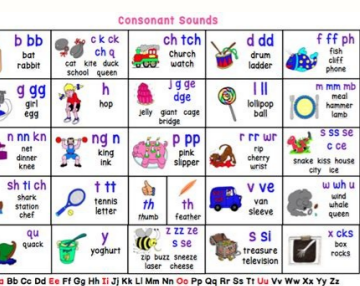 Consonant Sounds
b bb
bat
rabbit
c k ck
ch q
cat kite duck
school queen
ch tch
Church
watch
d dd
drum
ladder
f ff ph
fish
cliff
phone
g gg
girl
egg
h
hop
j g ge
dge
jelly giant cage
bridge
l ll
lollipop
ball
m mm mb
meal
hammer
lamb
n nn kn
net
dinner
knee
ng n
king
ink
p pp
pink
slipper
r rr wr
rip
cherry
wrist
s ss se
c ce
snake kiss house
city ice
sh ti ch
shark
station
chef
t tt
tennis
letter
th
thumb
th
feather
v ve
van
sleeve
w u wh
wind
whale
queen
qu
quack
y
yoghurt
z zz ze
s se
zip buzz sneeze
laser cheese
s si
treasure
television
x cks
box
rocks
a Bb Cc Dd Ee Ff Gg Hh Ii Jj Kk Ll Mm Nn Oo Pp Qq Rr Ss Tt Uu Vv Ww Xx Yy Zz